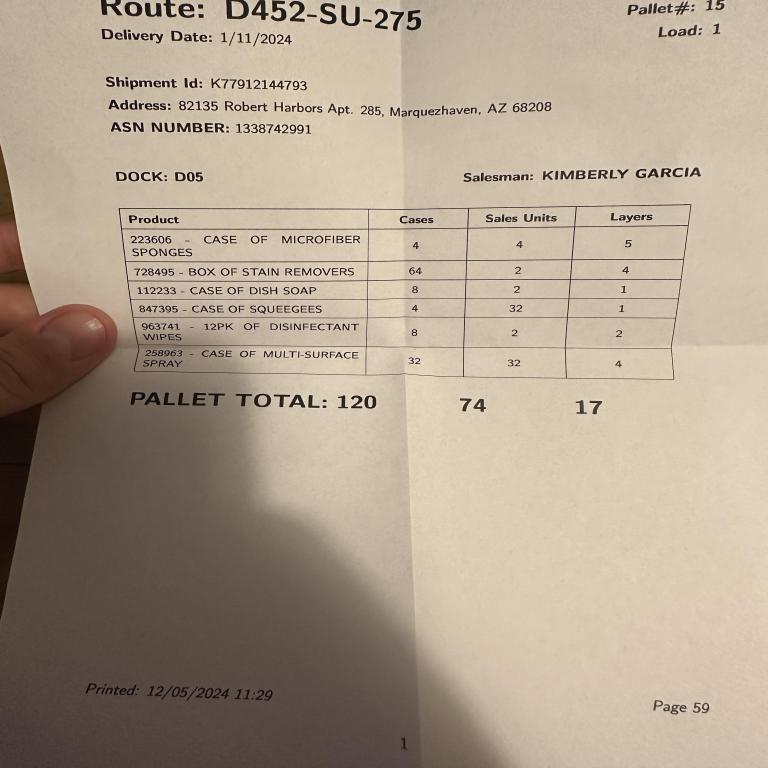 Route: D452-SU-275
Pallet#: 15
Delivery Date: 1/11/2024
Load: 1
Shipment Id: K77912144793
Address: 82135 Robert Harbors Apt. 285, Marquezhaven, AZ 68208
ASN NUMBER: 1338742991
DOCK: D05
Salesman: KIMBERLY GARCIA
Product Cases Sales Units Layers
223606 - CASE OF MICROFIBER
SPONGES 4 4 5
728495 - BOX OF STAIN REMOVERS 64 2 4
112233 - CASE OF DISH SOAP 8 2 1
847395 - CASE OF SQUEEGEES 4 32 1
963741 - 12PK OF DISINFECTANT
WIPES 8 2 2
258963 - CASE OF MULTI-SURFACE
SPRAY 32 32 4
PALLET TOTAL: 120 74 17
Printed: 12/05/2024 11:29
Page 59
1